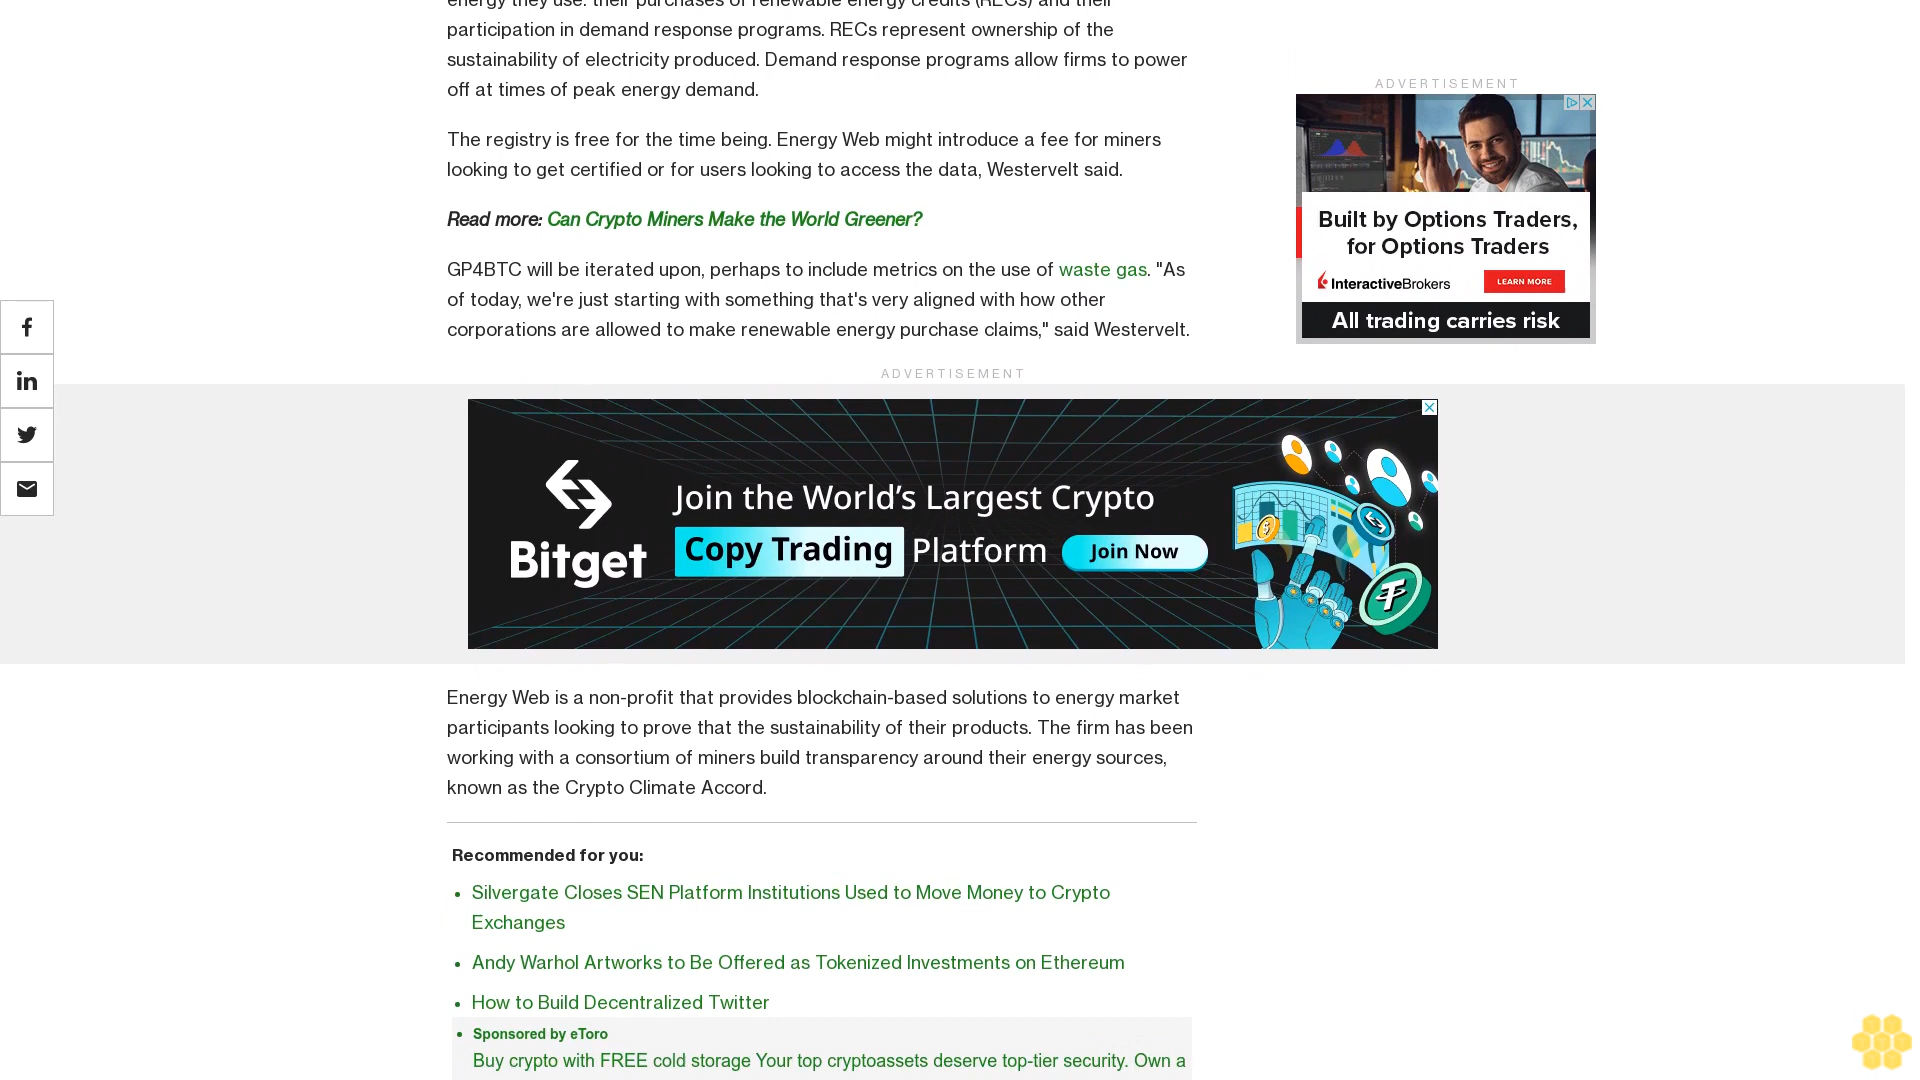 energy they use: their purchases of renewable energy credits (RECs) and their
participation in demand response programs. RECs represent ownership of the
sustainability of electricity produced. Demand response programs allow firms to power
off at times of peak energy demand.
The registry is free for the time being. Energy Web might introduce a fee for miners
looking to get certified or for users looking to access the data, Westervelt said.
Read more: Can Crypto Miners Make the World Greener?
GP4BTC will be iterated upon, perhaps to include metrics on the use of waste gas. "As
of today, we're just starting with something that's very aligned with how other
corporations are allowed to make renewable energy purchase claims," said Westervelt.
ADVERTISEMENT
Built by Options Traders,
for Options Traders
InteractiveBrokers
LEARN MORE
All trading carries risk
ADVERTISEMENT
Bitget
Join the World's Largest Crypto
Copy Trading Platform
Join Now
Energy Web is a non-profit that provides blockchain-based solutions to energy market
participants looking to prove that the sustainability of their products. The firm has been
working with a consortium of miners build transparency around their energy sources,
known as the Crypto Climate Accord.
Recommended for you:
Silvergate Closes SEN Platform Institutions Used to Move Money to Crypto
Exchanges
Andy Warhol Artworks to Be Offered as Tokenized Investments on Ethereum
How to Build Decentralized Twitter
Sponsored by eToro
Buy crypto with FREE cold storage Your top cryptoassets deserve top-tier security. Own a